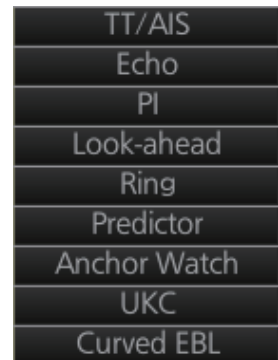 TT/AIS
Echo
PI
Look-ahead
Ring
Predictor
Anchor Watch
UKC
Curved EBL